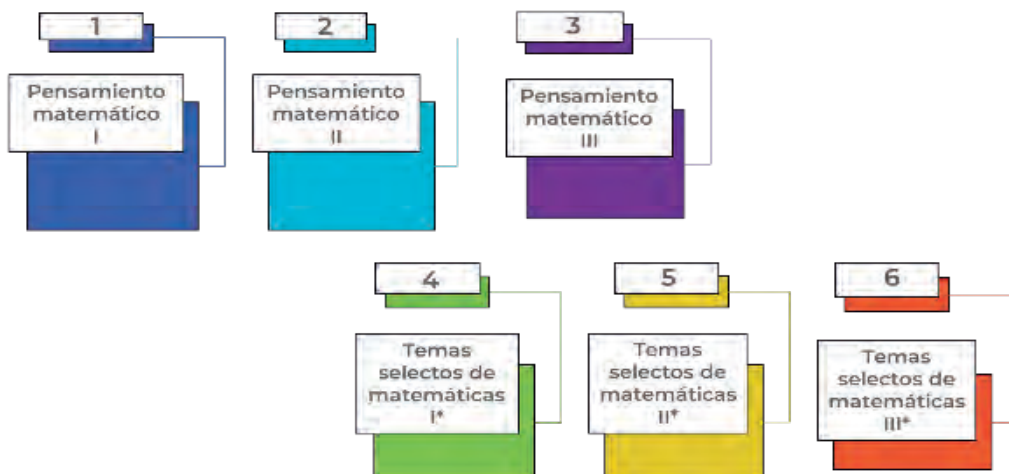 1
Pensamiento
matemático
I
2
Pensamiento
matemático
II
3
Pensamiento
matemático
III
4
Temas
selectos de
matemáticas
I*
5
Temas
selectos de
matemáticas
II*
6
Temas
selectos de
matemáticas
III*